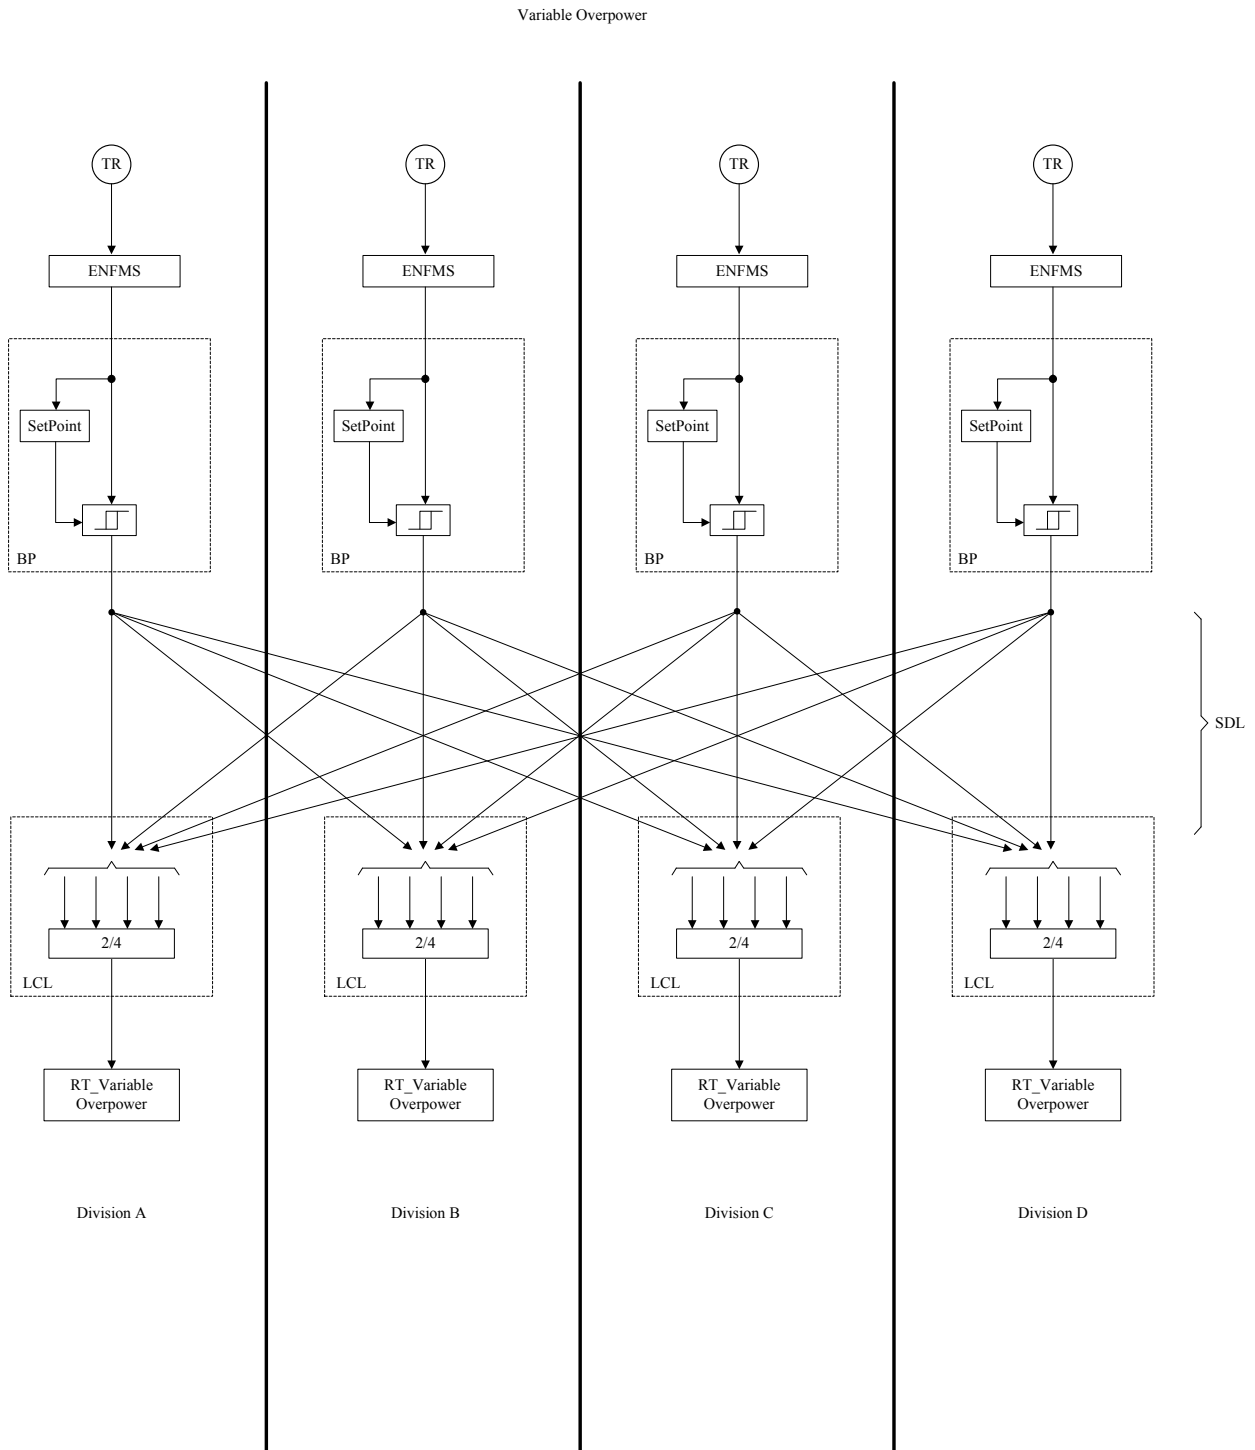 Variable Overpower
TR
TR
TR
TR
ENFMS
ENFMS
ENFMS
ENFMS
SetPoint
SetPoint
SetPoint
SetPoint
BP
BP
BP
BP
SDL
2/4
2/4
2/4
2/4
LCL
LCL
LCL
LCL
RT_Variable
Overpower
RT_Variable
Overpower
RT_Variable
Overpower
RT_Variable
Overpower
Division A
Division B
Division C
Division D